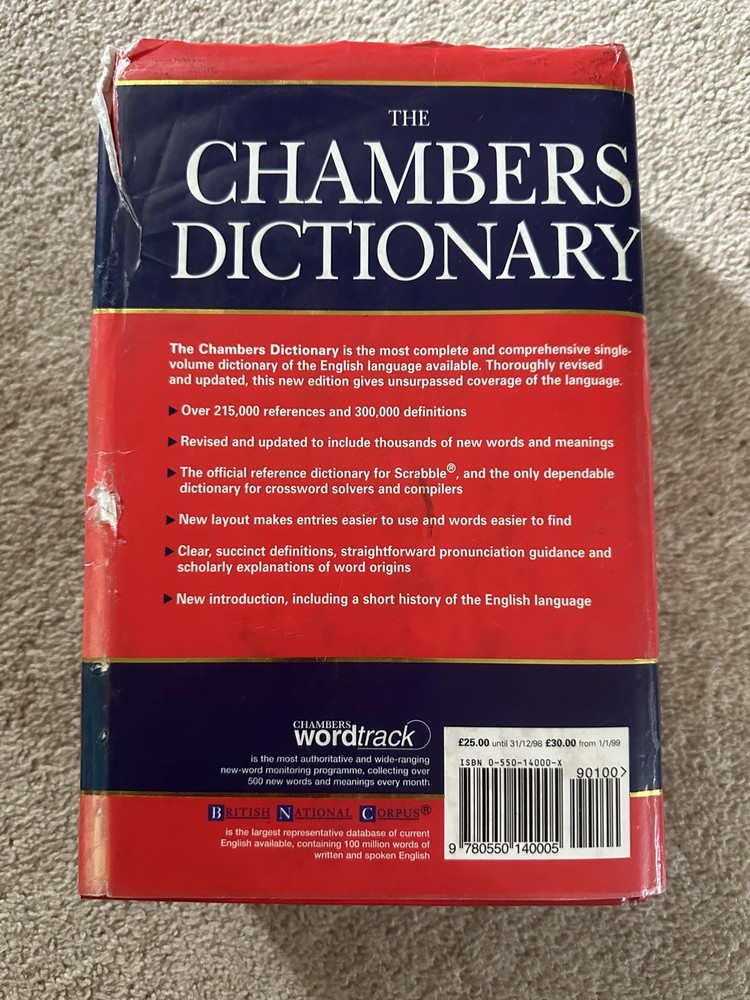 THE
CHAMBERS
DICTIONARY
The Chambers Dictionary is the most complete and comprehensive single-
volume dictionary of the English language available. Thoroughly revised
and updated, this new edition gives unsurpassed coverage of the language.
▶ Over 215,000 references and 300,000 definitions
▶ Revised and updated to include thousands of new words and meanings
▶ The official reference dictionary for Scrabble®, and the only dependable
dictionary for crossword solvers and compilers
▶ New layout makes entries easier to use and words easier to find
▶ Clear, succinct definitions, straightforward pronunciation guidance and
scholarly explanations of word origins
▶ New introduction, including a short history of the English language
CHAMBERS
wordtrack
is the most authoritative and wide-ranging
new-word monitoring programme, collecting over
500 new words and meanings every month
BRITISH NATIONAL CORPUS®
is the largest representative database of current
English available, containing 100 million words of
written and spoken English
£25.00 until 31/12/98 £30.00 from 1/1/99
ISBN 0-550-14000-X
90100>
9 780550 140005